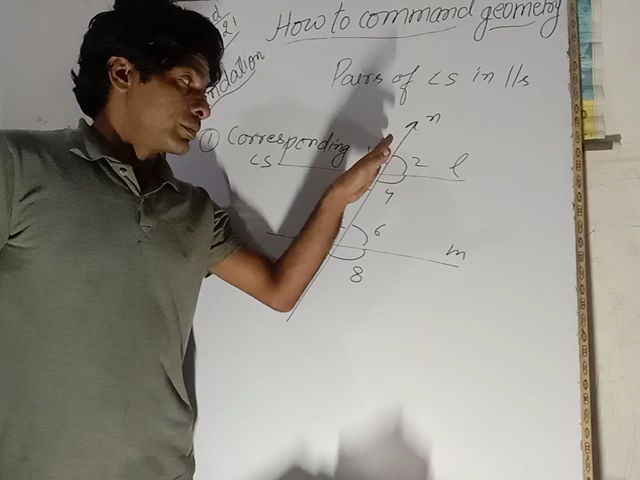 How to command geometry
Pairs of ∠s in ||s
① Corresponding
∠s
n
2 l
4
6
m
8